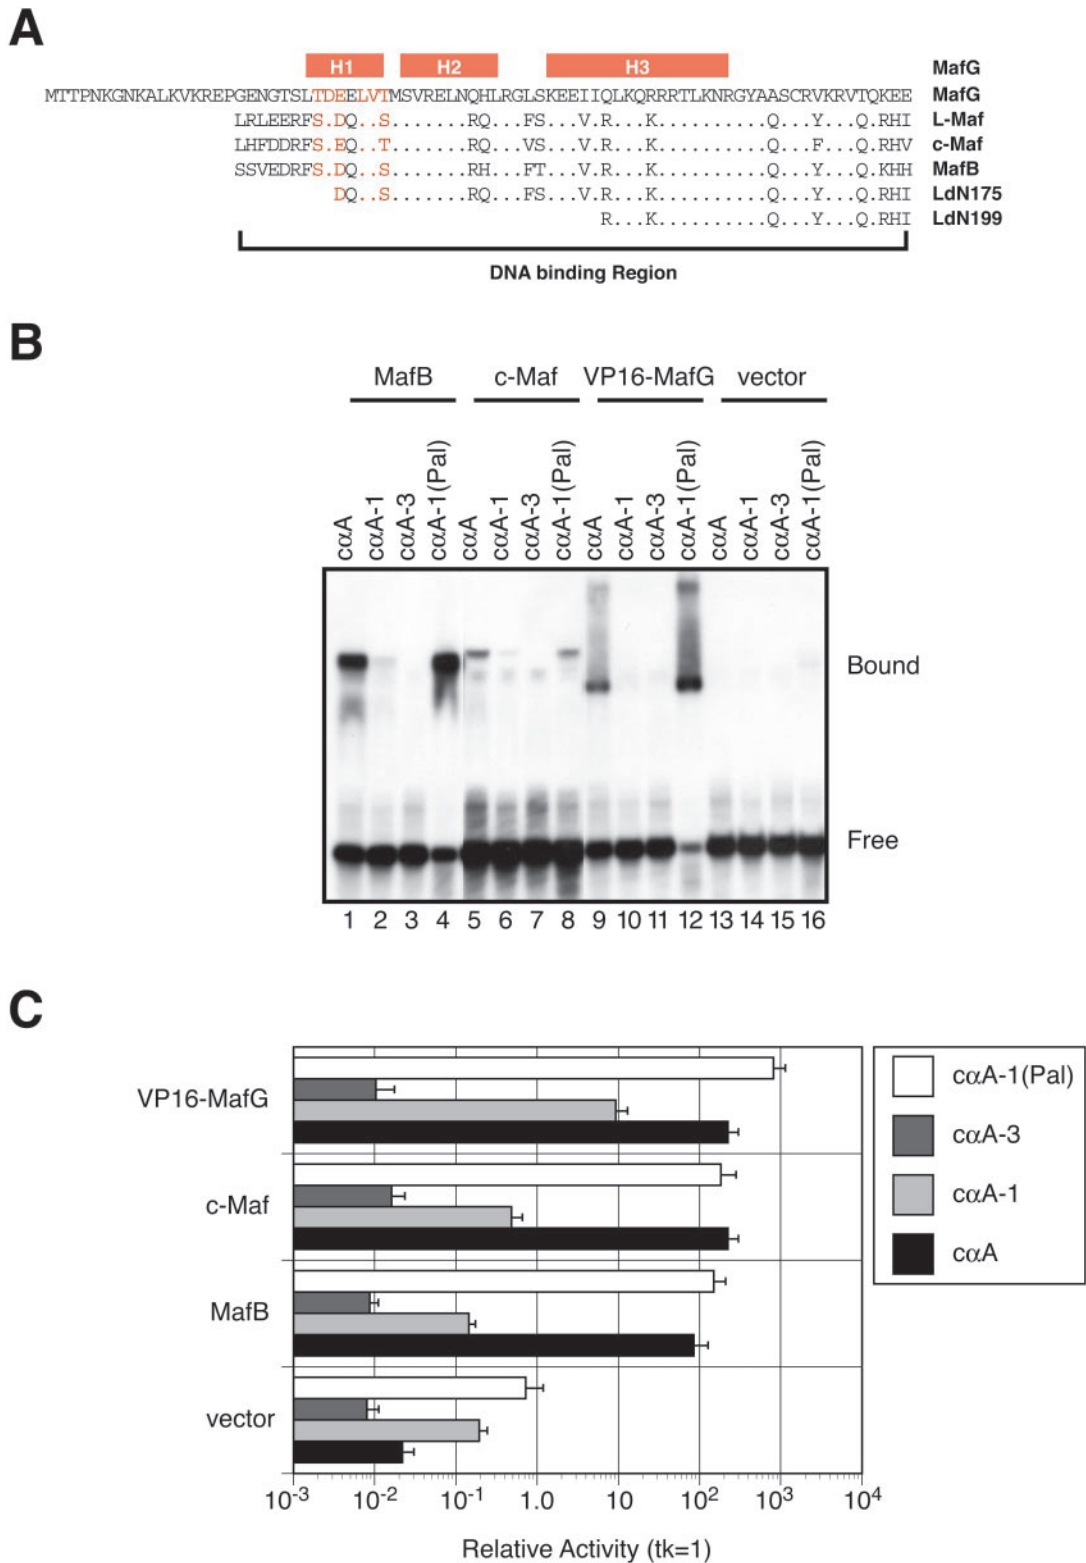 A
H1 H2 H3 MafG
MTTPNKGNKALKVKREPGENGTSLTDEELVTMSVRELNQHLRGLSKEEIIQLKQRRRTLKNRGYAASCRVKRVTQKEE MafG
LRLEERFS.DQ..S.......RQ...FS...V.R...K..........Q...Y...Q.RHI L-Maf
LHFDDRFS.EQ..T.......RQ...VS...V.R...K..........Q...F...Q.RHV c-Maf
SSVEDRFS.DQ..S.......RH...FT...V.R...K..........Q...Y...Q.KHH MafB
DQ..S.......RQ...FS...V.R...K..........Q...Y...Q.RHI LdN175
R...K..........Q...Y...Q.RHI LdN199
DNA binding Region
B
MafB c-Maf VP16-MafG vector
cαA cαA-1 cαA-3 cαA-1(Pal) cαA cαA-1 cαA-3 cαA-1(Pal) cαA cαA-1 cαA-3 cαA-1(Pal) cαA cαA-1 cαA-3 cαA-1(Pal)
Bound
Free
1 2 3 4 5 6 7 8 9 10 11 12 13 14 15 16
C
VP16-MafG
c-Maf
MafB
vector
cαA-1(Pal)
cαA-3
cαA-1
cαA
10-3 10-2 10-1 1.0 10 102 103 104
Relative Activity (tk=1)